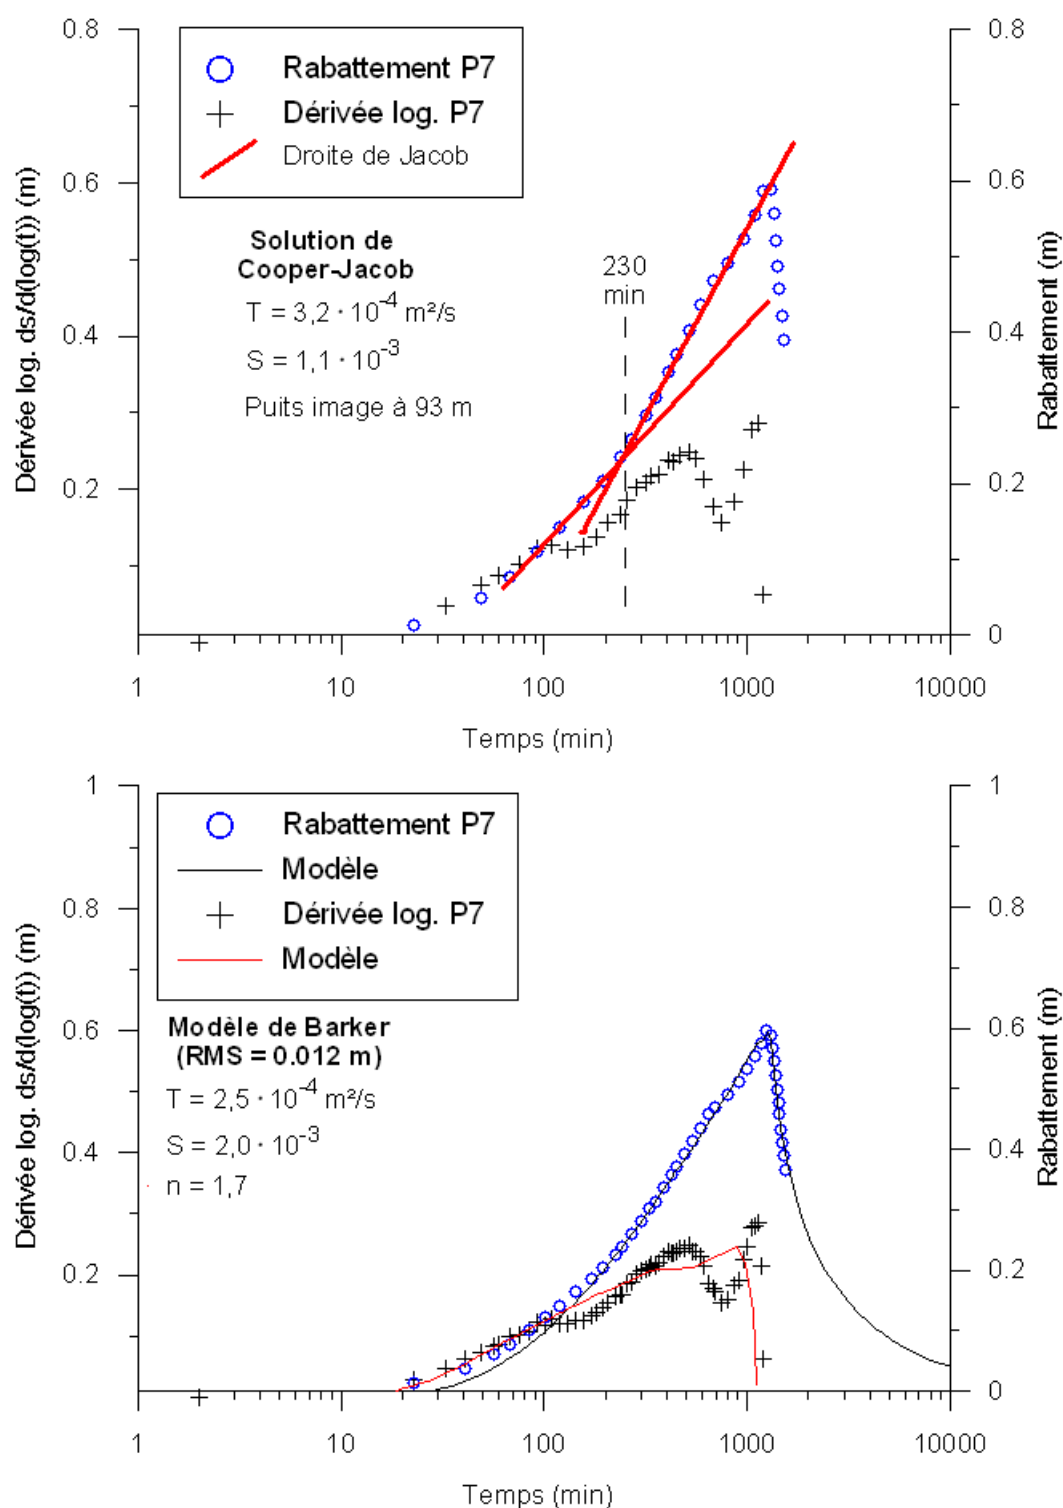 0.8
0.6
0.4
0.2
Dérivée log. ds/d(log(t)) (m)
Rabattement P7
Dérivée log. P7
Droite de Jacob
Solution de
Cooper-Jacob
T = 3,2 · 10⁻⁴ m²/s
S = 1,1 · 10⁻³
Puits image à 93 m
230
min
0.8
0.6
0.4
0.2
0
Rabattement (m)
1
10
100
1000
10000
Temps (min)
1
0.8
0.6
0.4
0.2
Dérivée log. ds/d(log(t)) (m)
Rabattement P7
Modèle
Dérivée log. P7
Modèle
Modèle de Barker
(RMS = 0.012 m)
T = 2,5 · 10⁻⁴ m²/s
S = 2,0 · 10⁻³
n = 1,7
1
0.8
0.6
0.4
0.2
0
Rabattement (m)
1
10
100
1000
10000
Temps (min)